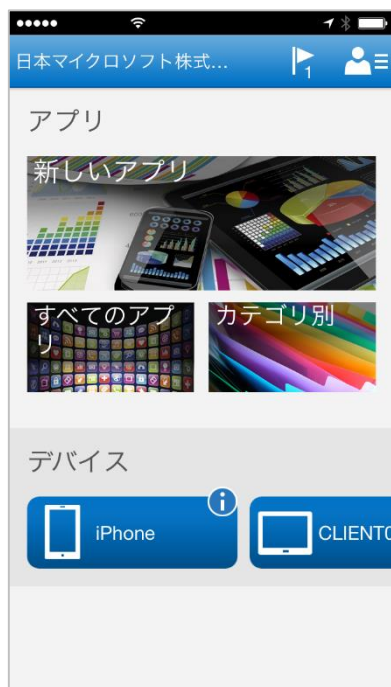 日本マイクロソフト株式…
1
アプリ
新しいアプリ
すべてのアプ
リ
カテゴリ別
デバイス
iPhone
CLIENT0